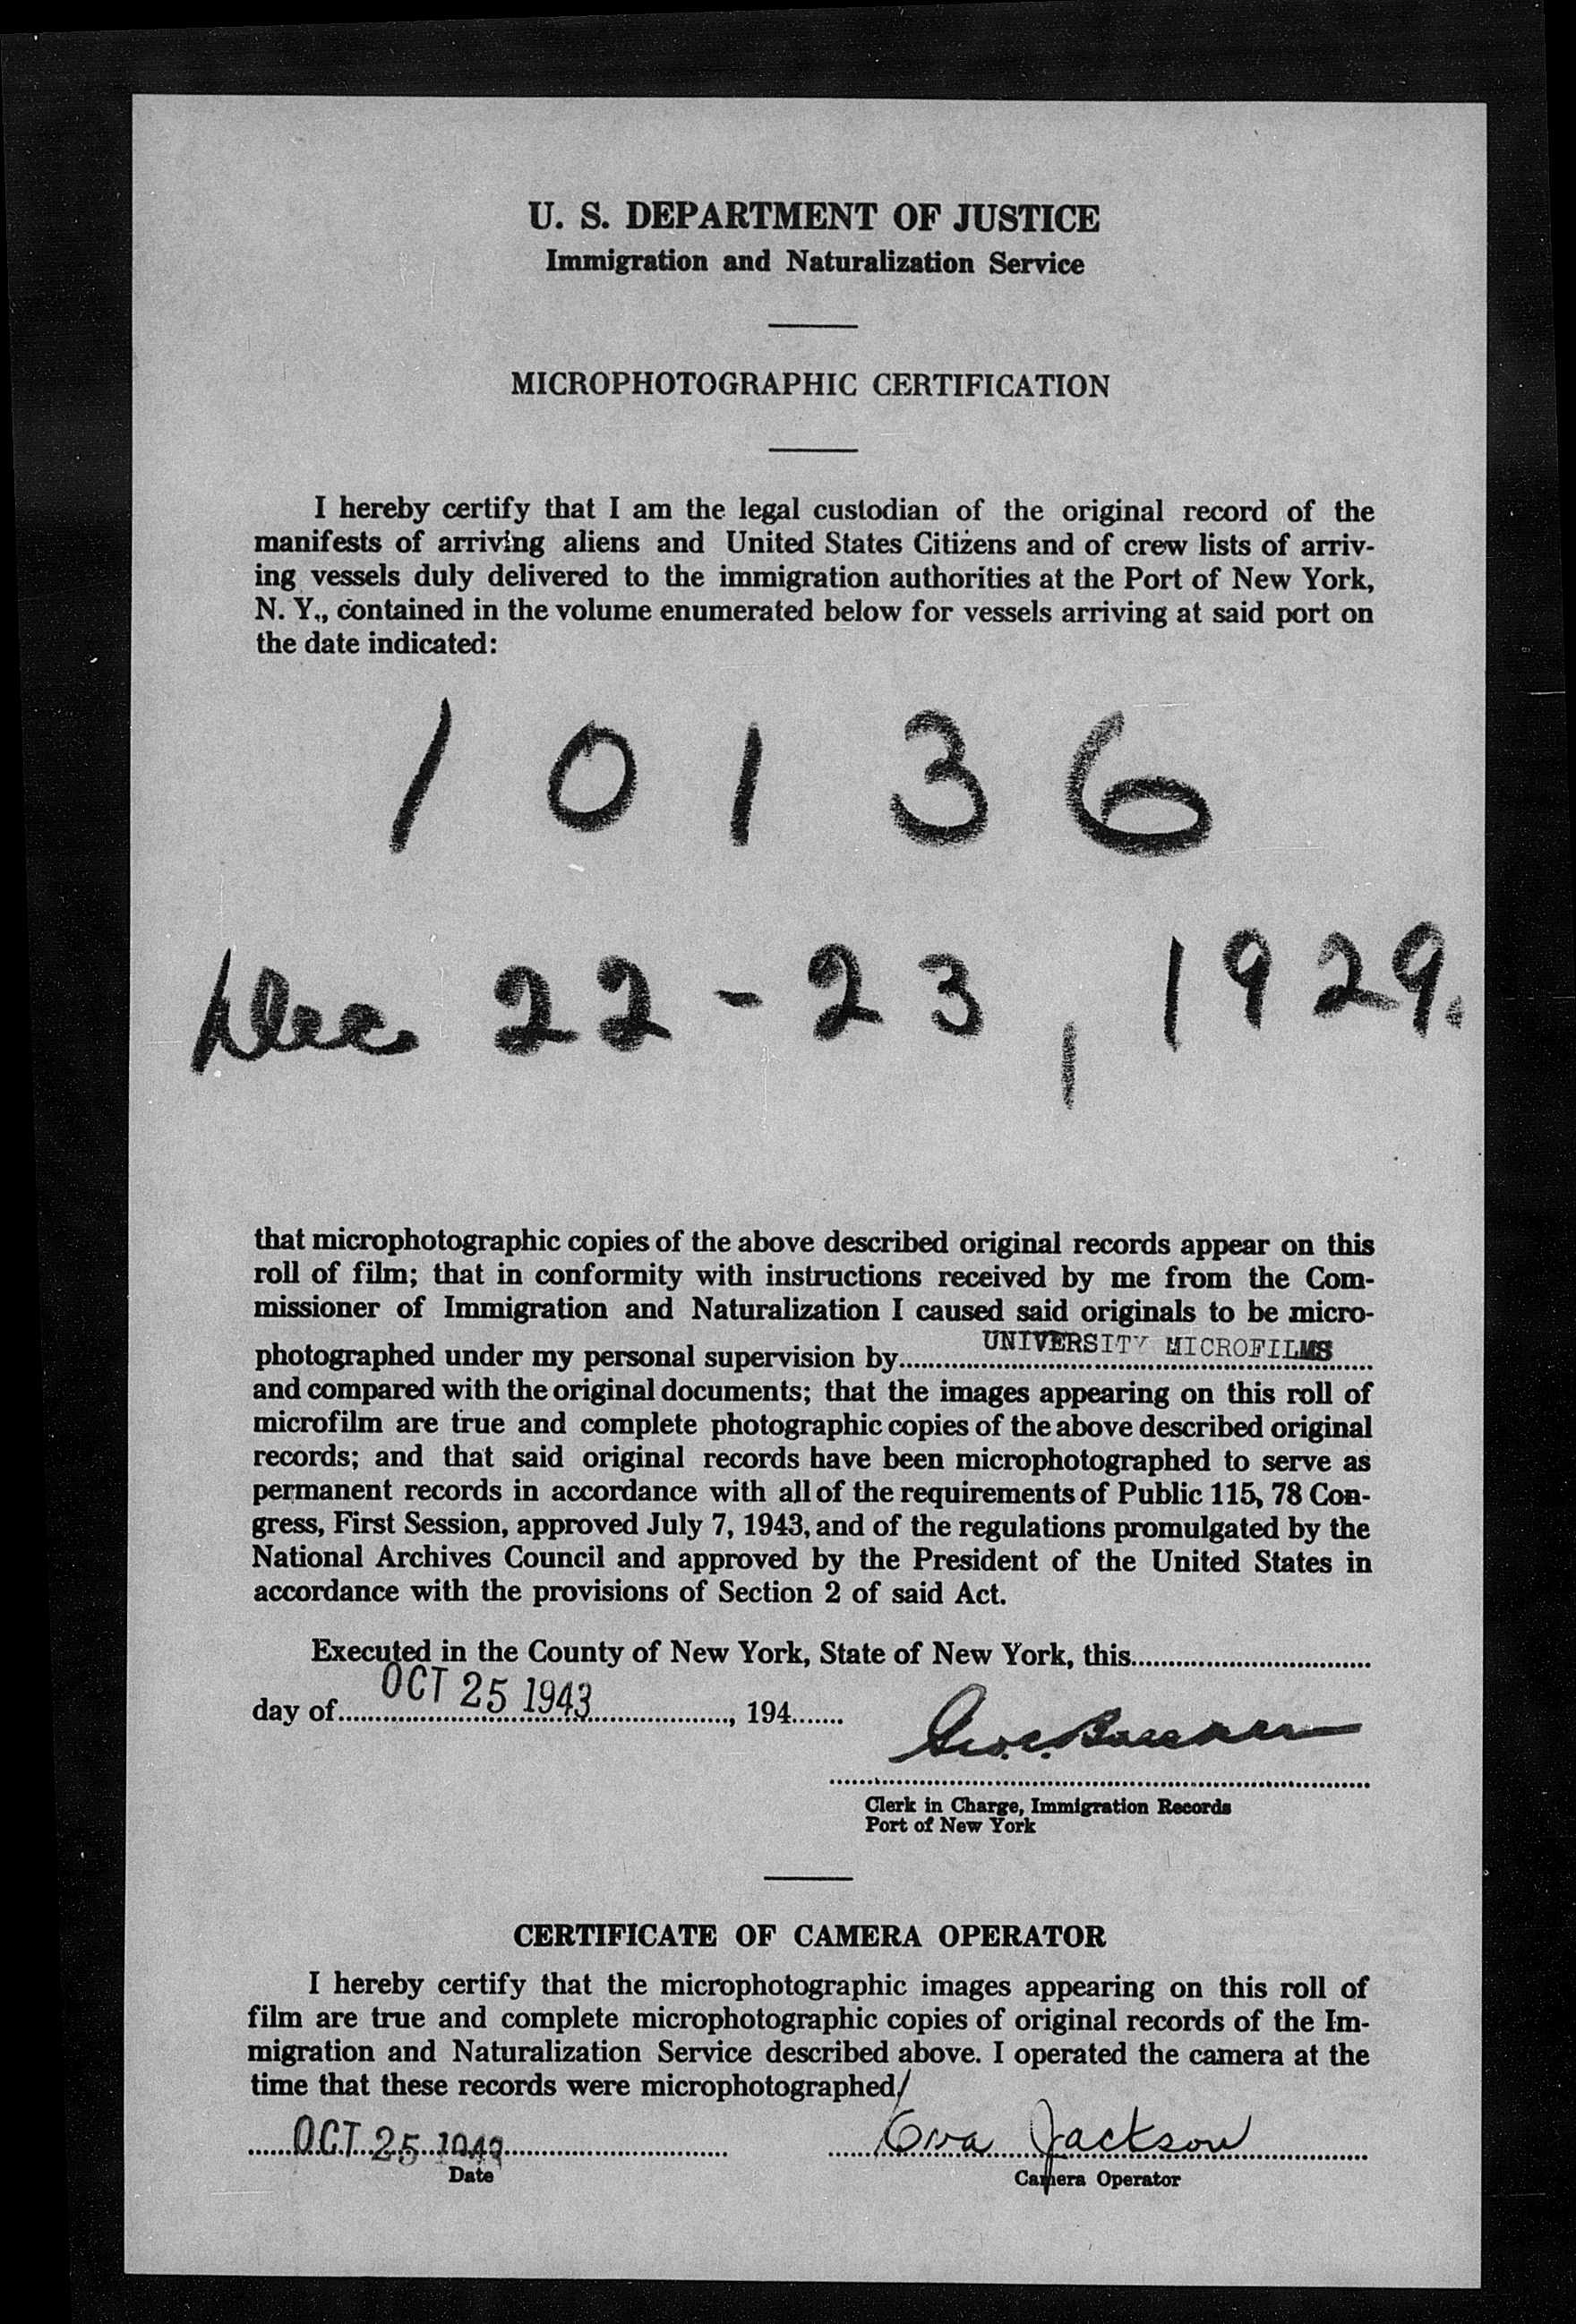 U. S. DEPARTMENT OF JUSTICE
Immigration and Naturalization Service
MICROPHOTOGRAPHIC CERTIFICATION
I hereby certify that I am the legal custodian of the original record of the
manifests of arriving aliens and United States Citizens and of crew lists of arriv-
ing vessels duly delivered to the immigration authorities at the Port of New York,
N. Y., contained in the volume enumerated below for vessels arriving at said port on
the date indicated:
10136
Dec. 22-23, 1929.
that microphotographic copies of the above described original records appear on this
roll of film; that in conformity with instructions received by me from the Com-
missioner of Immigration and Naturalization I caused said originals to be micro-
photographed under my personal supervision by UNIVERSITY MICROFILMS
and compared with the original documents; that the images appearing on this roll of
microfilm are true and complete photographic copies of the above described original
records; and that said original records have been microphotographed to serve as
permanent records in accordance with all of the requirements of Public 115, 78 Con-
gress, First Session, approved July 7, 1943, and of the regulations promulgated by the
National Archives Council and approved by the President of the United States in
accordance with the provisions of Section 2 of said Act.
Executed in the County of New York, State of New York, this
day of OCT 25 1943, 194
Geo. C.
Clerk in Charge, Immigration Records
Port of New York
CERTIFICATE OF CAMERA OPERATOR
I hereby certify that the microphotographic images appearing on this roll of
film are true and complete microphotographic copies of original records of the Im-
migration and Naturalization Service described above. I operated the camera at the
time that these records were microphotographed.
OCT 25 1943 Jackson
Date Camera Operator